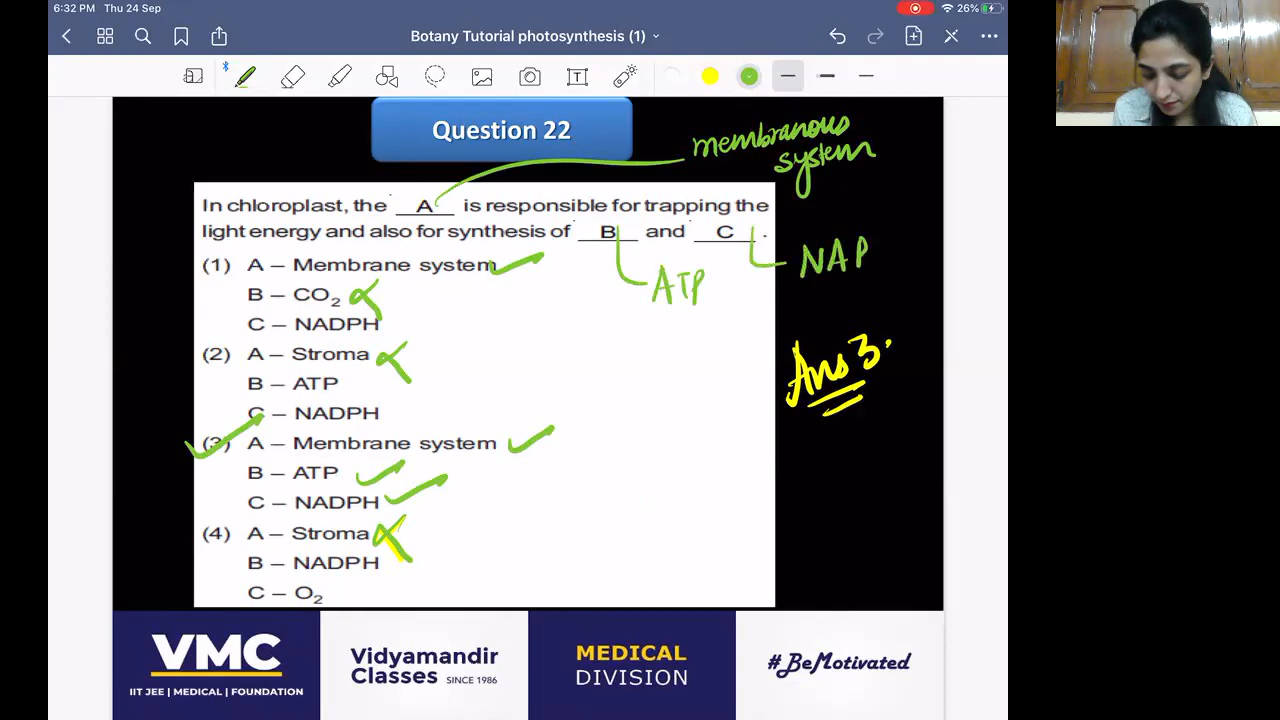 6:32 PM Thu 24 Sep
26%
Botany Tutorial photosynthesis (1)
Question 22
membranous
system
In chloroplast, the A is responsible for trapping the
light energy and also for synthesis of B and C .
NAP
ATP
(1) A – Membrane system
B – CO₂
C – NADPH
(2) A – Stroma
B – ATP
C – NADPH
Ans 3.
(3) A – Membrane system
B – ATP
C – NADPH
(4) A – Stroma
B – NADPH
C – O₂
VMC
IIT JEE | MEDICAL | FOUNDATION
Vidyamandir
Classes SINCE 1986
MEDICAL
DIVISION
#BeMotivated